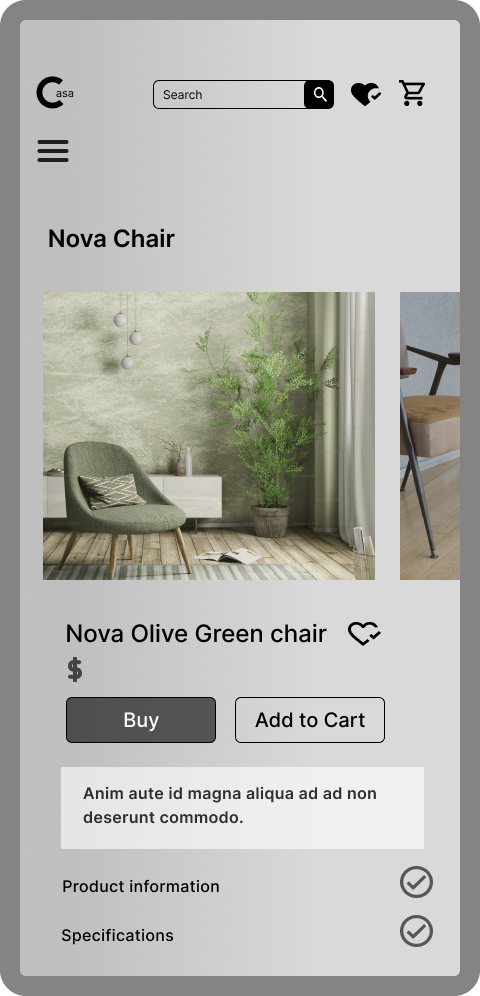 Casa
Search
Nova Chair
Nova Olive Green chair
$
Buy
Add to Cart
Anim aute id magna aliqua ad ad non
deserunt commodo.
Product information
Specifications